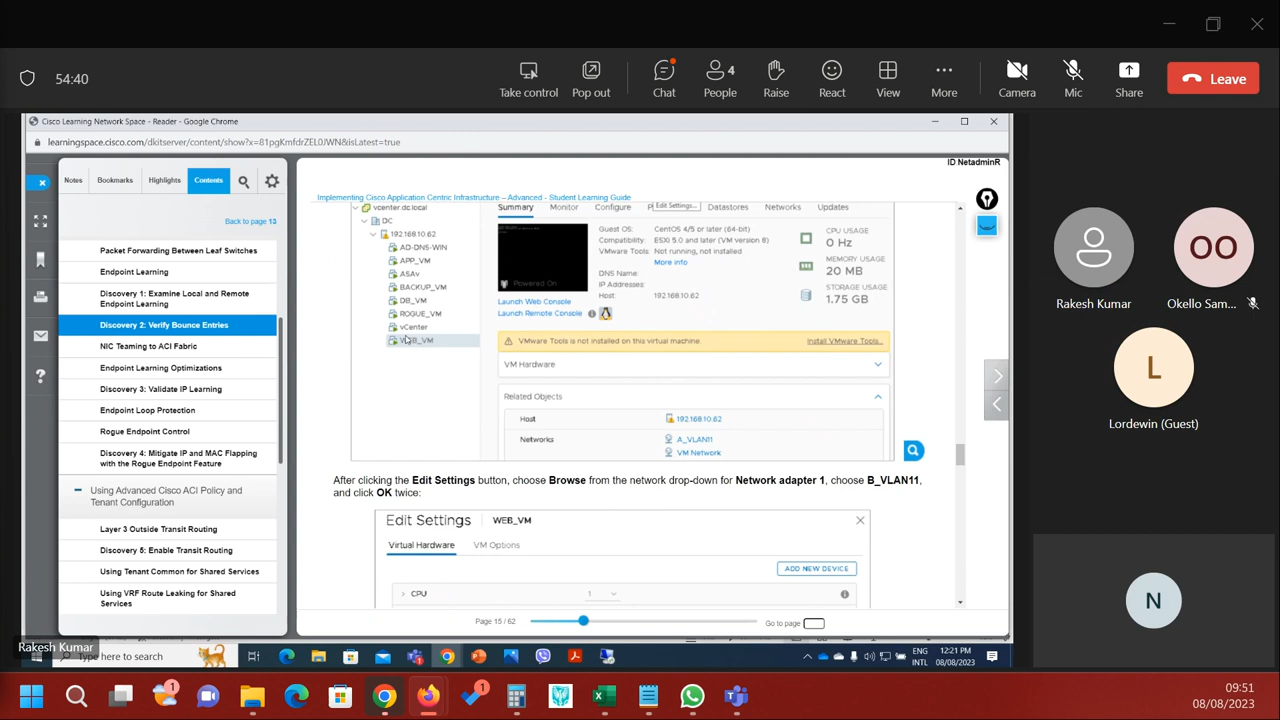 54:40
Take control
Pop out
Chat
4
People
Raise
React
View
More
Camera
Mic
Share
Leave
Cisco Learning Network Space - Reader - Google Chrome
learningspace.cisco.com/dkitserver/content/show?x=81pgKmfdrZEL0JWN&isLatest=true
ID NetadminR
Notes
Bookmarks
Highlights
Contents
Back to page 13
Packet Forwarding Between Leaf Switches
Endpoint Learning
Discovery 1: Examine Local and Remote
Endpoint Learning
Discovery 2: Verify Bounce Entries
NIC Teaming to ACI Fabric
Endpoint Learning Optimizations
Discovery 3: Validate IP Learning
Endpoint Loop Protection
Rogue Endpoint Control
Discovery 4: Mitigate IP and MAC Flapping
with the Rogue Endpoint Feature
Using Advanced Cisco ACI Policy and
Tenant Configuration
Layer 3 Outside Transit Routing
Discovery 5: Enable Transit Routing
Using Tenant Common for Shared Services
Using VRF Route Leaking for Shared
Services
Implementing Cisco Application Centric Infrastructure – Advanced - Student Learning Guide
vcenter.dc.local
DC
192.168.10.62
AD-DNS-WIN
APP_VM
ASAv
BACKUP_VM
DB_VM
ROGUE_VM
vCenter
WEB_VM
Summary
Monitor
Configure
Edit Settings...
Datastores
Networks
Updates
Powered On
Guest OS: CentOS 4/5 or later (64-bit)
Compatibility: ESXi 5.0 and later (VM version 8)
VMware Tools: Not running, not installed
More info
DNS Name:
IP Addresses:
Host: 192.168.10.62
Launch Web Console
Launch Remote Console
CPU USAGE
0 Hz
MEMORY USAGE
20 MB
STORAGE USAGE
1.75 GB
VMware Tools is not installed on this virtual machine.
Install VMware Tools...
VM Hardware
Related Objects
Host
192.168.10.62
Networks
A_VLAN11
VM Network
After clicking the Edit Settings button, choose Browse from the network drop-down for Network adapter 1, choose B_VLAN11,
and click OK twice:
Edit Settings
WEB_VM
Virtual Hardware
VM Options
ADD NEW DEVICE
CPU
1
Page 15 / 62
Go to page
Rakesh Kumar
OO
Okello Sam...
L
Lordewin (Guest)
N
Rakesh Kumar
Type here to search
ENG
INTL
12:21 PM
08/08/2023
1
1
09:51
08/08/2023